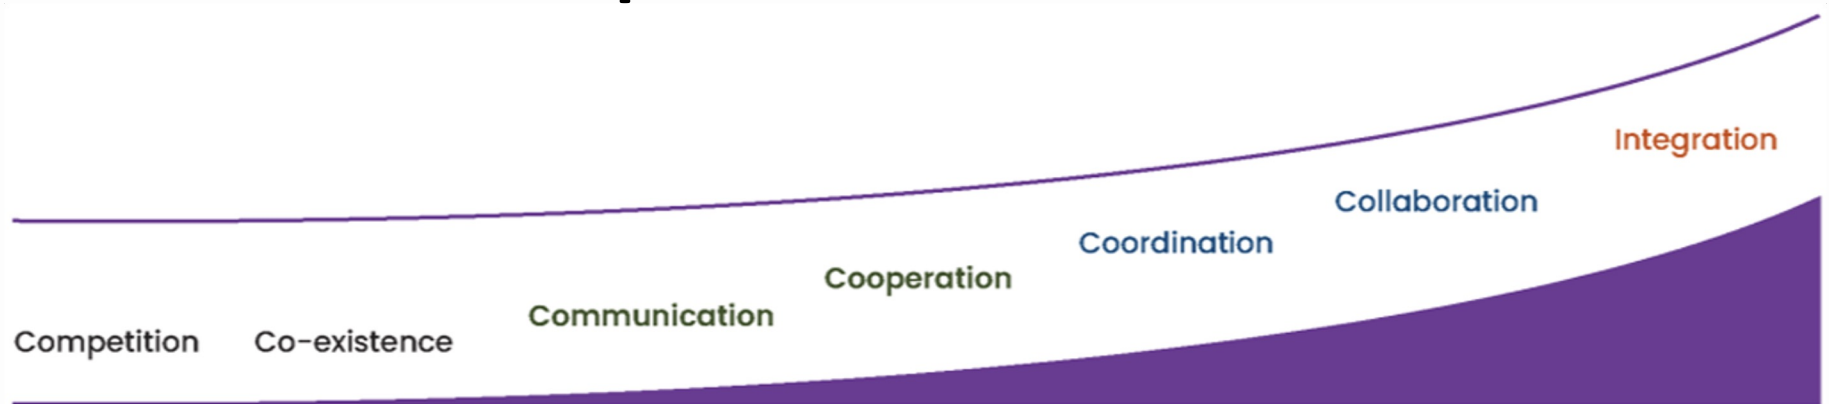 Competition
Co-existence
Communication
Cooperation
Coordination
Collaboration
Integration